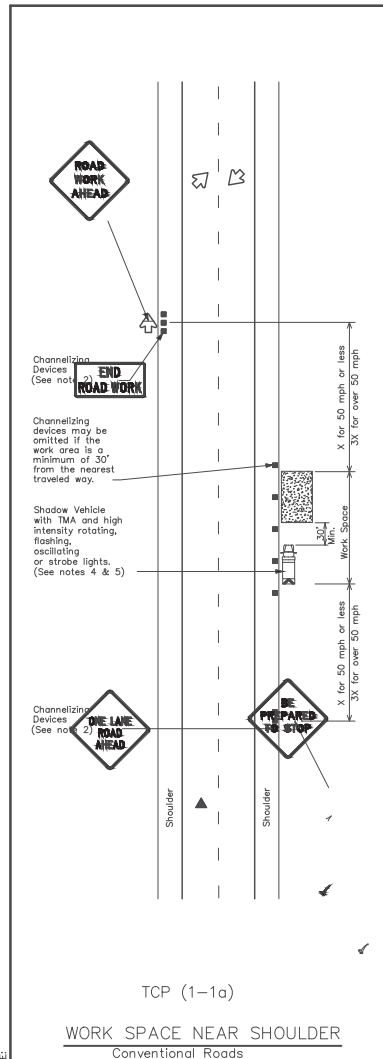 ROAD
WORK
AHEAD
Channelizing
Devices
(See note 2)
END
ROAD WORK
X for 50 mph or less
3X for over 50 mph
Channelizing
devices may be
omitted if the
work area is a
minimum of 30'
from the nearest
traveled way.
Shadow Vehicle
with TMA and high
intensity rotating,
flashing,
oscillating
or strobe lights.
(See notes 4 & 5)
30'
Min.
Work Space
X for 50 mph or less
3X for over 50 mph
Channelizing
Devices
(See note 2)
ONE LANE
ROAD
AHEAD
BE
PREPARED
TO STOP
Shoulder
Shoulder
TCP (1-1a)
WORK SPACE NEAR SHOULDER
Conventional Roads